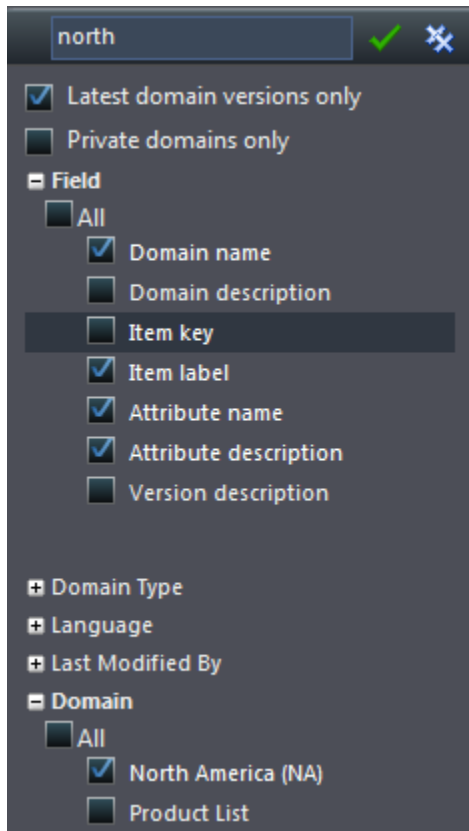 north
Latest domain versions only
Private domains only
Field
All
Domain name
Domain description
Item key
Item label
Attribute name
Attribute description
Version description
Domain Type
Language
Last Modified By
Domain
All
North America (NA)
Product List